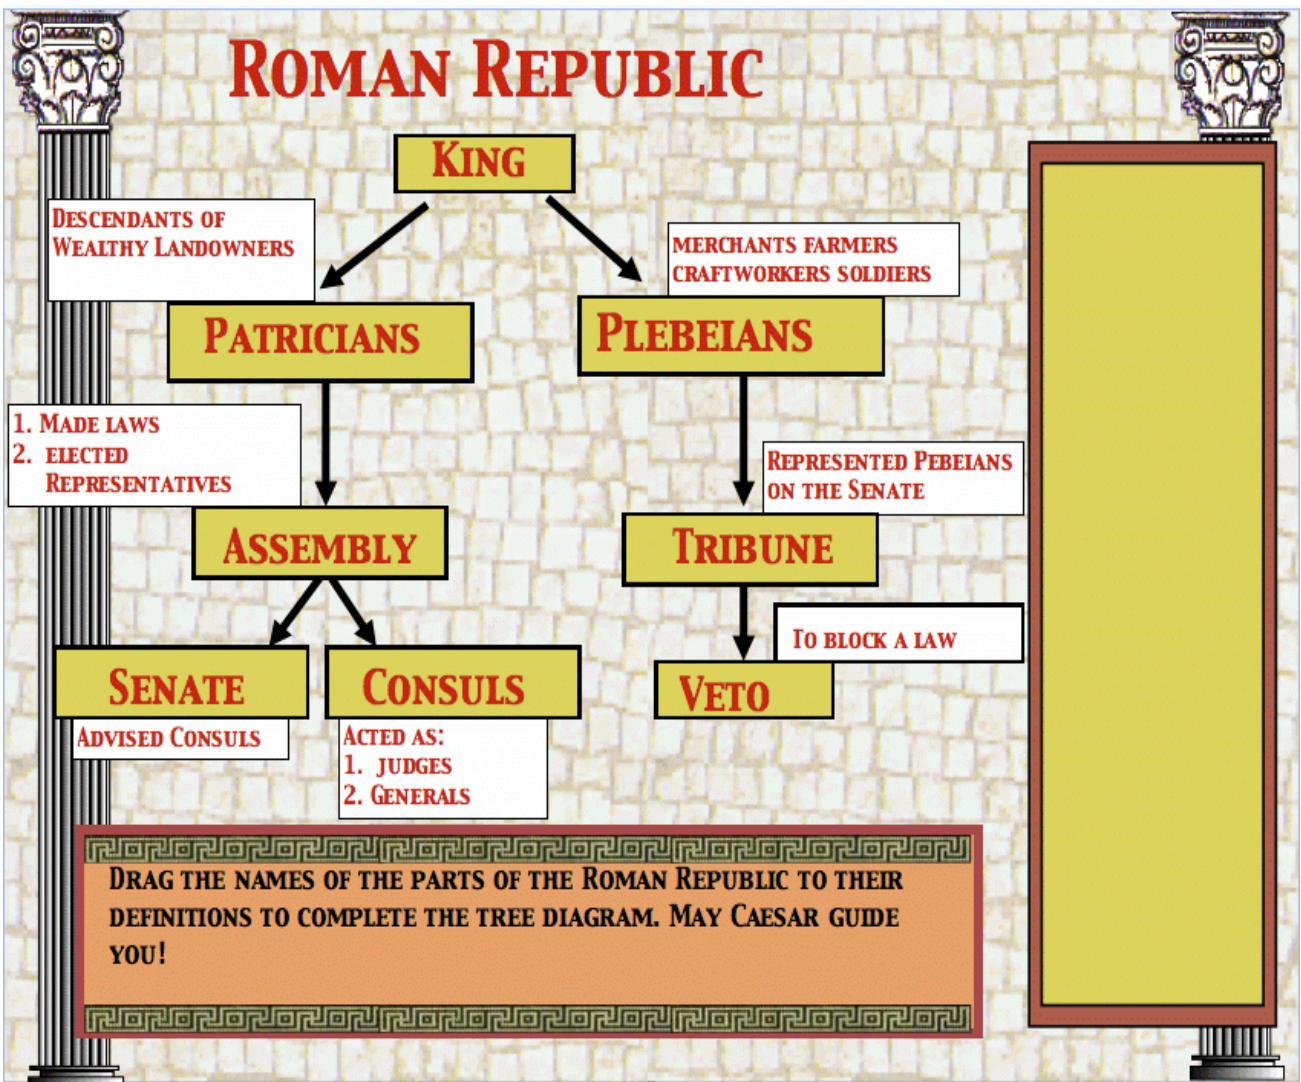 ROMAN REPUBLIC
KING
DESCENDANTS OF
WEALTHY LANDOWNERS
MERCHANTS FARMERS
CRAFTWORKERS SOLDIERS
PATRICIANS
PLEBEIANS
1. MADE LAWS
2. ELECTED
REPRESENTATIVES
REPRESENTED PEBEIANS
ON THE SENATE
ASSEMBLY
TRIBUNE
TO BLOCK A LAW
SENATE
CONSULS
VETO
ADVISED CONSULS
ACTED AS:
1. JUDGES
2. GENERALS
DRAG THE NAMES OF THE PARTS OF THE ROMAN REPUBLIC TO THEIR
DEFINITIONS TO COMPLETE THE TREE DIAGRAM. MAY CAESAR GUIDE
YOU!